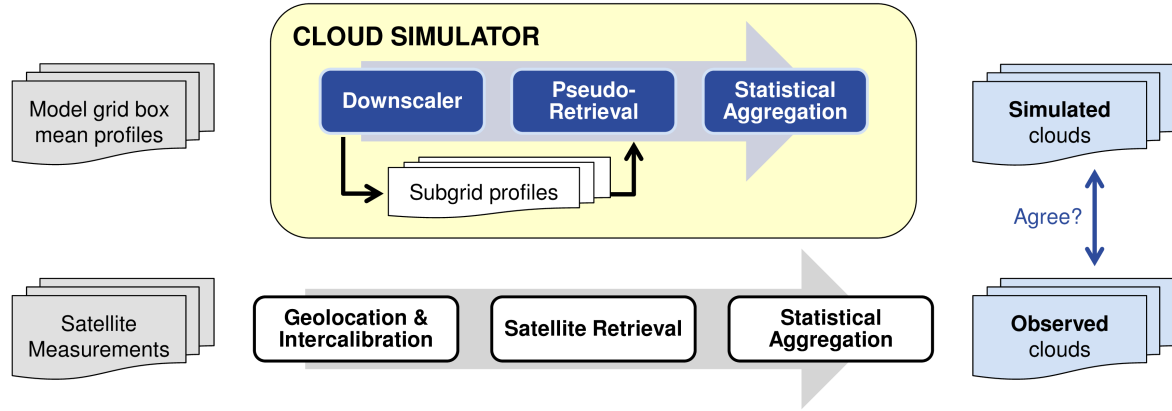 CLOUD SIMULATOR
Model grid box
mean profiles
Downscaler
Pseudo-
Retrieval
Statistical
Aggregation
Subgrid profiles
Simulated
clouds
Agree?
Satellite
Measurements
Geolocation &
Intercalibration
Satellite Retrieval
Statistical
Aggregation
Observed
clouds